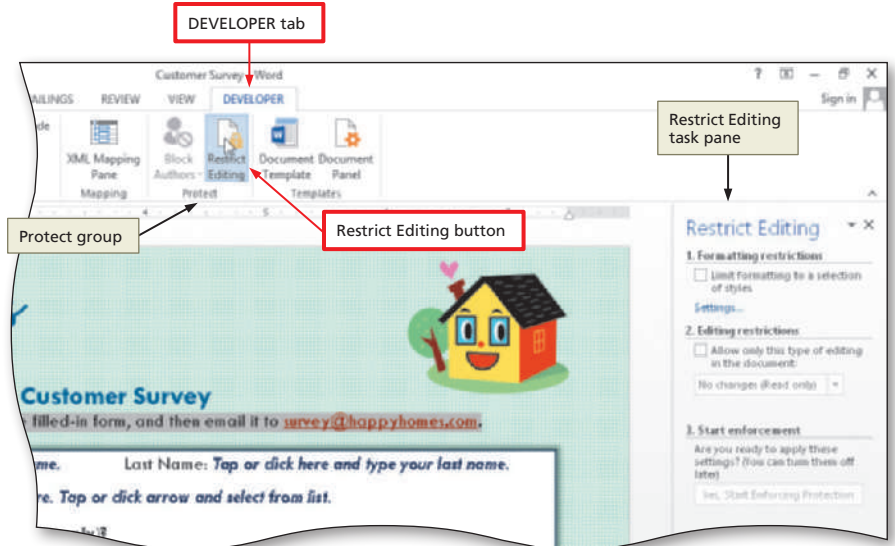 DEVELOPER tab
Customer Survey - Word
? 
AILINGS REVIEW VIEW DEVELOPER
Sign in
de
XML Mapping
Pane
Block
Authors
Restrict
Editing
Document
Template
Document
Panel
Mapping
Protect
Templates
Restrict Editing
task pane
4
5
Protect group
Restrict Editing button
Restrict Editing
1. Formatting restrictions
Limit formatting to a selection
of styles
Settings...
2. Editing restrictions
Allow only this type of editing
in the document:
No changes (Read only)
3. Start enforcement
Are you ready to apply these
settings? (You can turn them off
later)
Yes, Start Enforcing Protection
Customer Survey
filled-in form, and then email it to survey@happyhomes.com.
me. Last Name: Tap or click here and type your last name.
re. Tap or click arrow and select from list.